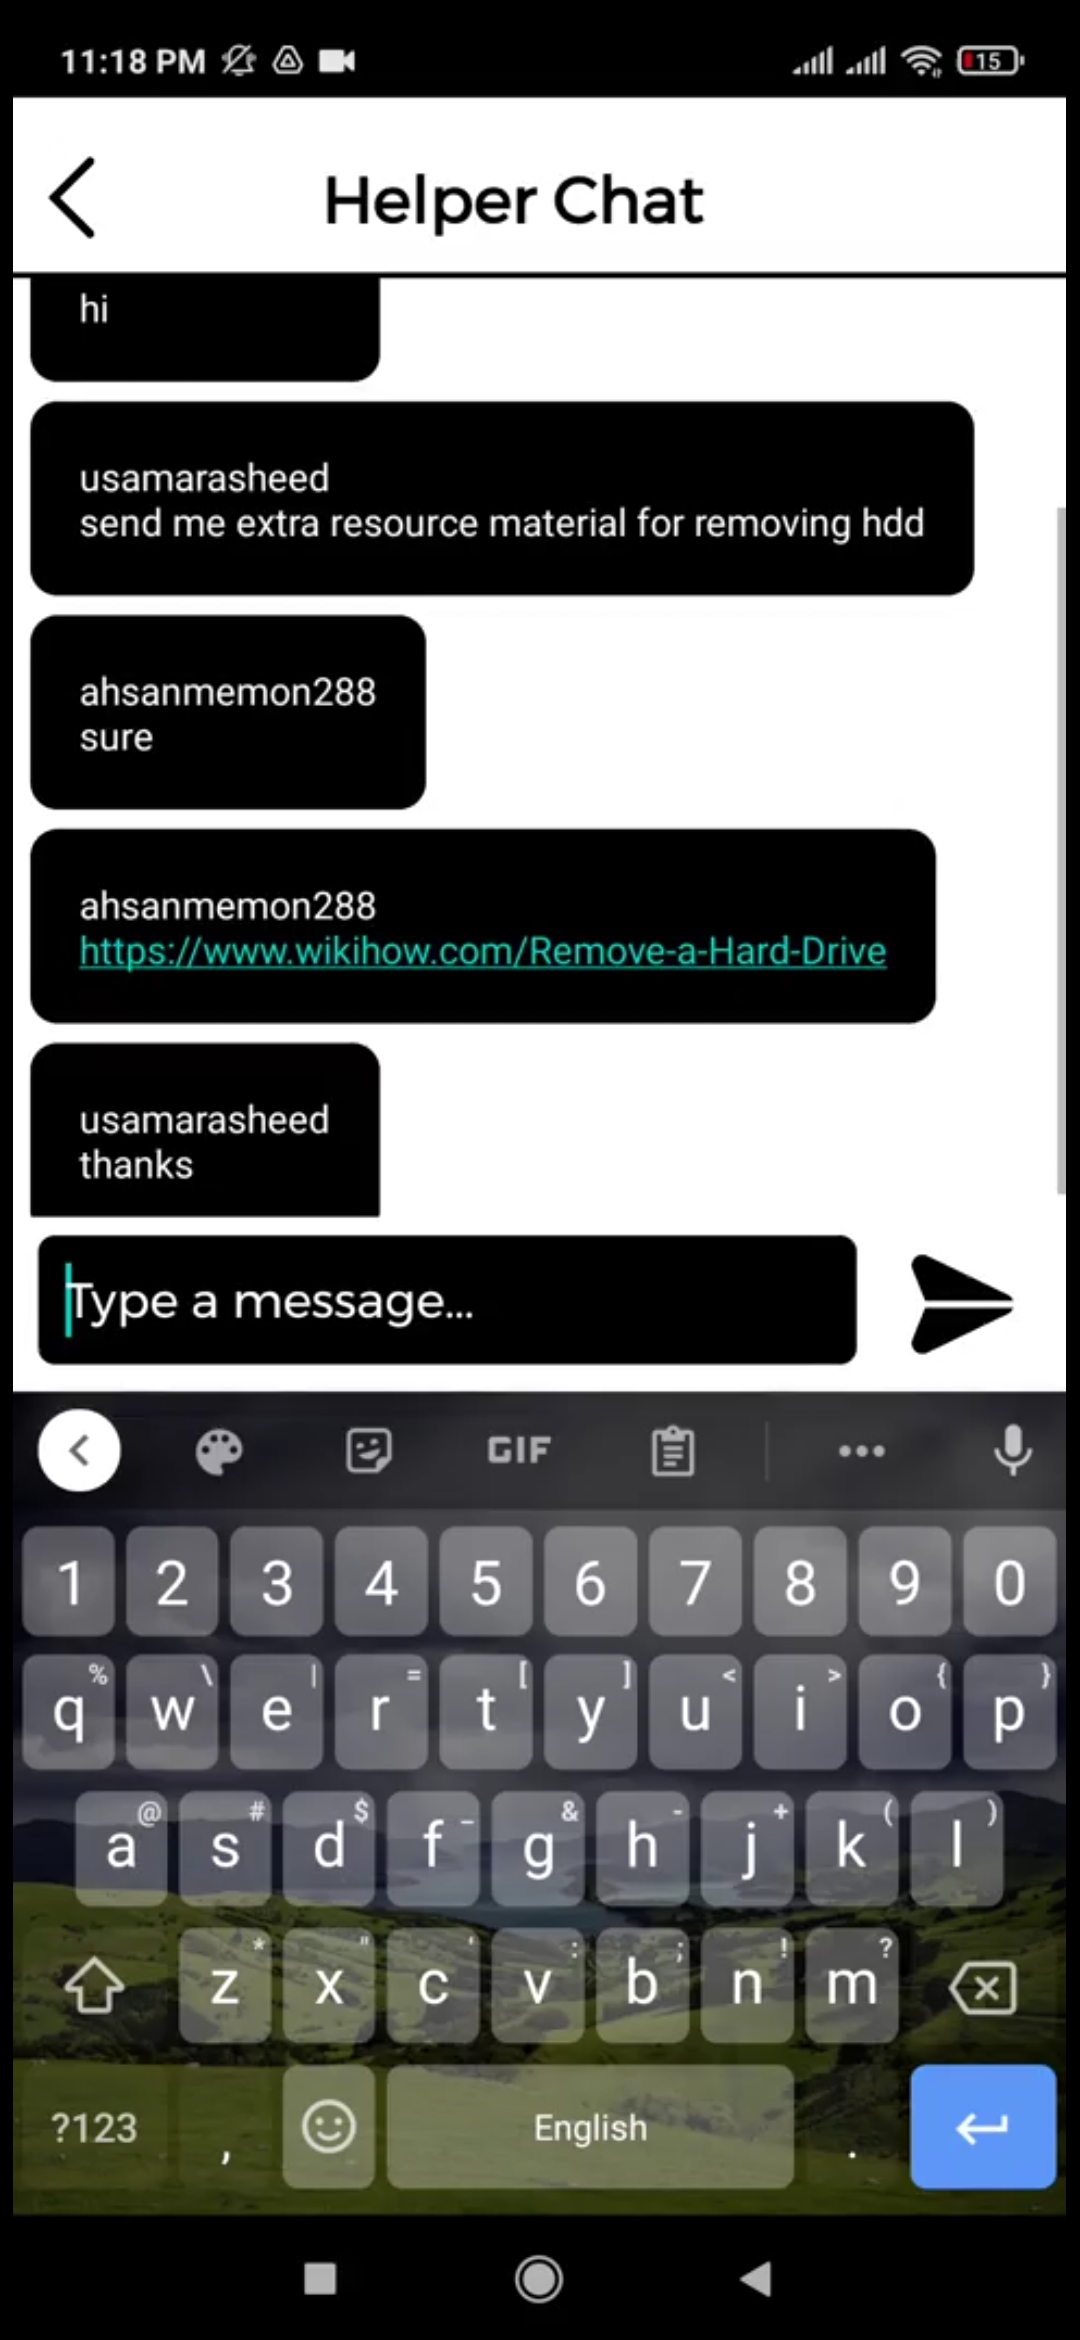 11:18 PM
15
Helper Chat
hi
usamarasheed
send me extra resource material for removing hdd
ahsanmemon288
sure
ahsanmemon288
https://www.wikihow.com/Remove-a-Hard-Drive
usamarasheed
thanks
Type a message...
GIF
1 2 3 4 5 6 7 8 9 0
% \ | = [ ] < > { }
q w e r t y u i o p
@ # $ _ & - + ( )
a s d f g h j k l
* " ' : ; ! ?
z x c v b n m
?123 , English .